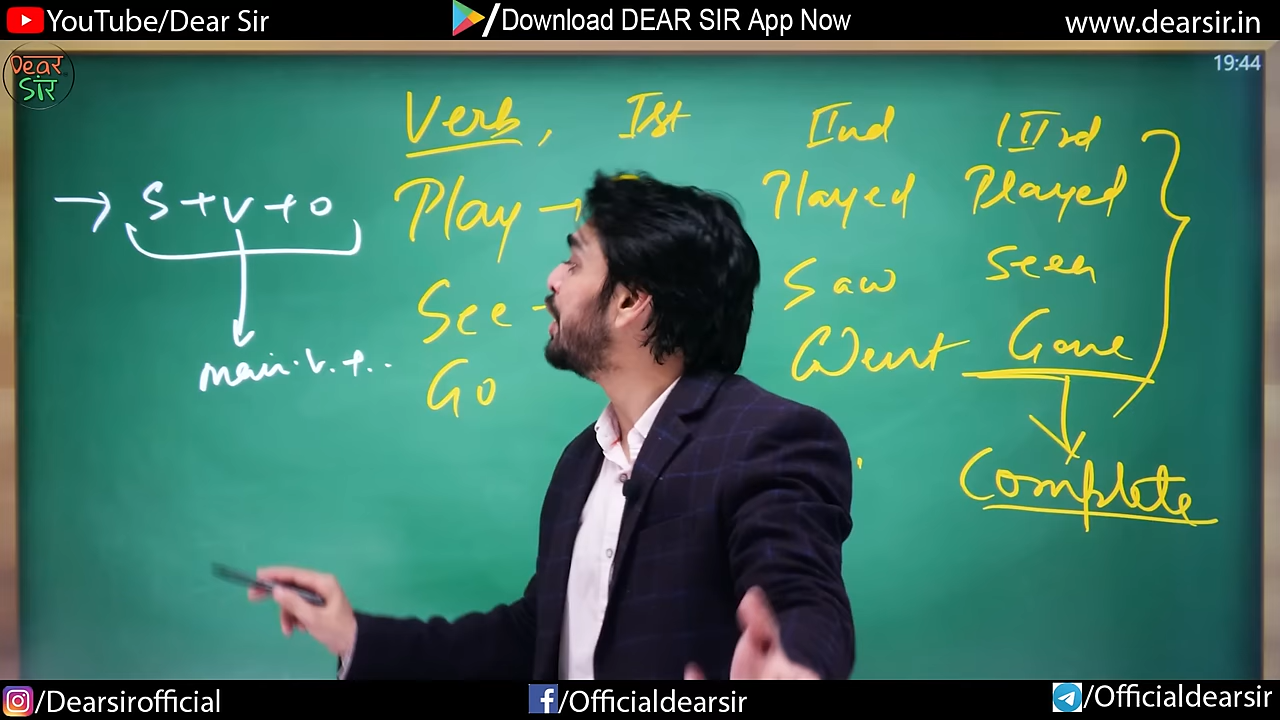 YouTube/Dear Sir
/Download DEAR SIR App Now
www.dearsir.in
Dear
सर
19:44
Verb, Ist IInd IIIrd
→ S+V+O
Play → Played Played
See - Saw Seen
Go Went Gone
main.v.+..
Complete
/Dearsirofficial
/Officialdearsir
/Officialdearsir